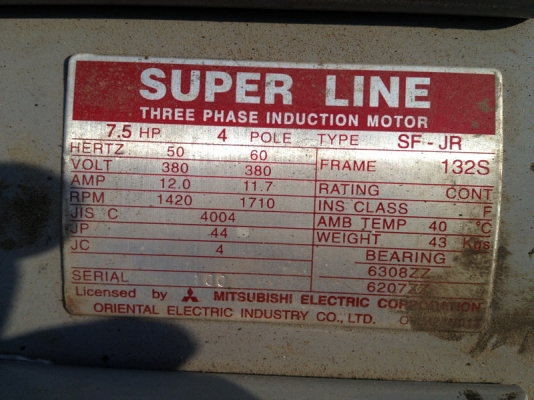 SUPER LINE
THREE PHASE INDUCTION MOTOR
7.5 HP 4 POLE TYPE SF-JR
HERTZ 50 60 FRAME 132S
VOLT 380 380
AMP 12.0 11.7 RATING CONT
RPM 1420 1710 INS CLASS F
JIS C 4004 AMB TEMP 40 °C
JP 44 WEIGHT 43 Kgs
JC 4 BEARING
6308ZZ
SERIAL 6207ZZ
Licensed by MITSUBISHI ELECTRIC CORPORATION
ORIENTAL ELECTRIC INDUSTRY CO., LTD.